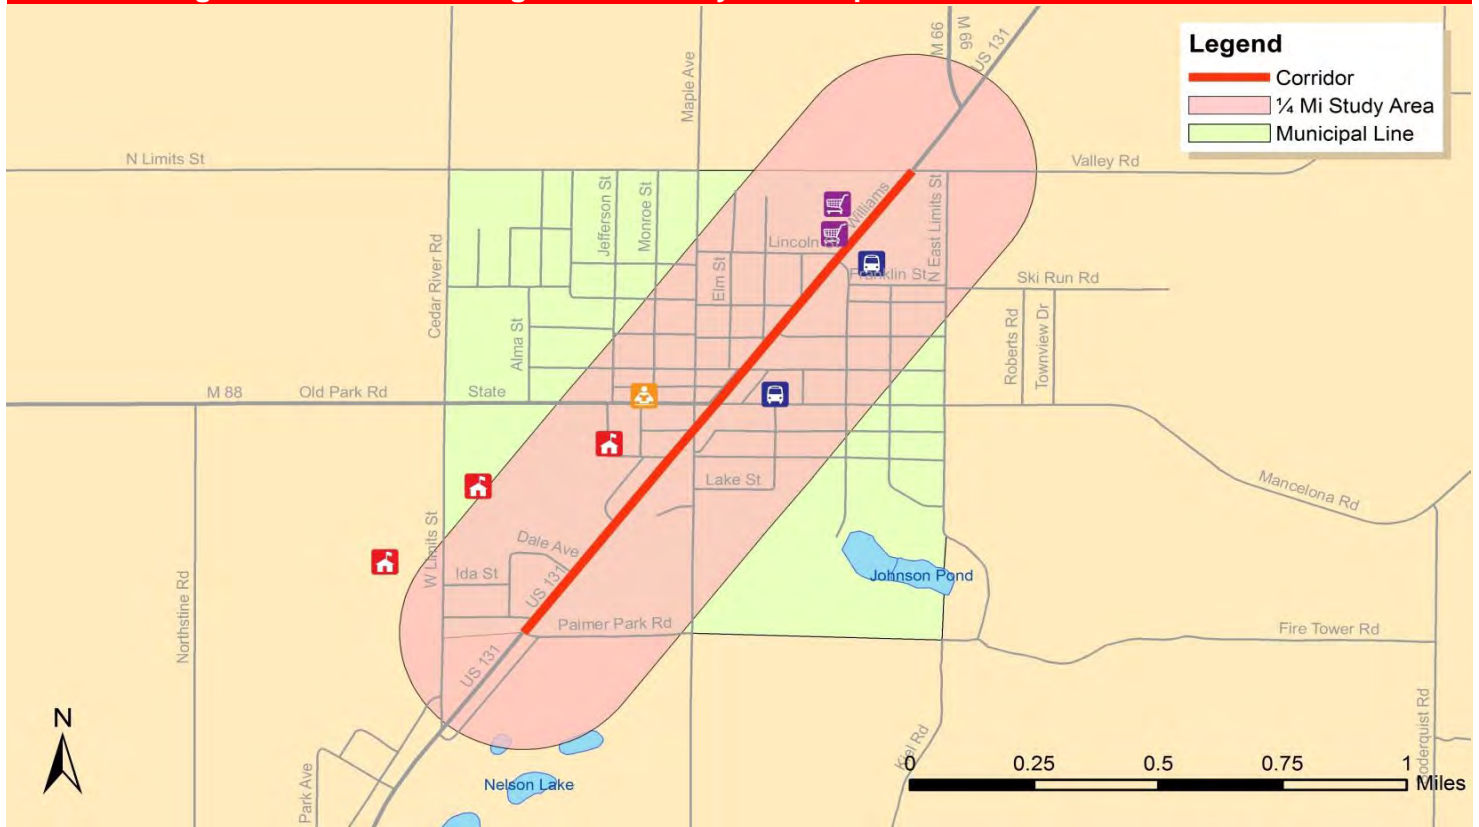 M 66
M 66
US 131
Legend
Corridor
¼ Mi Study Area
Municipal Line
Maple Ave
N Limits St
Valley Rd
Jefferson St
Monroe St
Williams
N East Limits St
Cedar River Rd
Lincoln
Elm St
Franklin St
Ski Run Rd
Alma St
Roberts Rd
Townview Dr
M 88
Old Park Rd
State
Lake St
Mancelona Rd
W Limits St
Dale Ave
Ida St
US 131
Johnson Pond
Northstine Rd
Palmer Park Rd
Fire Tower Rd
US 131
N
Kiel Rd
0 0.25 0.5 0.75 1
Miles
Nelson Lake
Park Ave